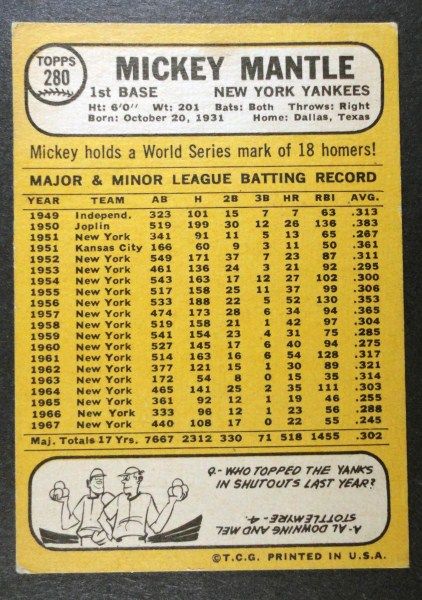 TOPPS
280
MICKEY MANTLE
1st BASE NEW YORK YANKEES
Ht: 6'0" Wt: 201 Bats: Both Throws: Right
Born: October 20, 1931 Home: Dallas, Texas
Mickey holds a World Series mark of 18 homers!
MAJOR & MINOR LEAGUE BATTING RECORD
YEAR TEAM AB H 2B 3B HR RBI AVG.
1949 Independ. 323 101 15 7 7 63 .313
1950 Joplin 519 199 30 12 26 136 .383
1951 New York 341 91 11 5 13 65 .267
1951 Kansas City 166 60 9 3 11 50 .361
1952 New York 549 171 37 7 23 87 .311
1953 New York 461 136 24 3 21 92 .295
1954 New York 543 163 17 12 27 102 .300
1955 New York 517 158 25 11 37 99 .306
1956 New York 533 188 22 5 52 130 .353
1957 New York 474 173 28 6 34 94 .365
1958 New York 519 158 21 1 42 97 .304
1959 New York 541 154 23 4 31 75 .285
1960 New York 527 145 17 6 40 94 .275
1961 New York 514 163 16 6 54 128 .317
1962 New York 377 121 15 1 30 89 .321
1963 New York 172 54 8 0 15 35 .314
1964 New York 465 141 25 2 35 111 .303
1965 New York 361 92 12 1 19 46 .255
1966 New York 333 96 12 1 23 56 .288
1967 New York 440 108 17 0 22 55 .245
Maj. Totals 17 Yrs. 7667 2312 330 71 518 1455 .302
Q- WHO TOPPED THE YANKS
IN SHUTOUTS LAST YEAR?
A- AL DOWNING AND MEL
STOTTLEMYRE - 4.
©T.C.G. PRINTED IN U.S.A.